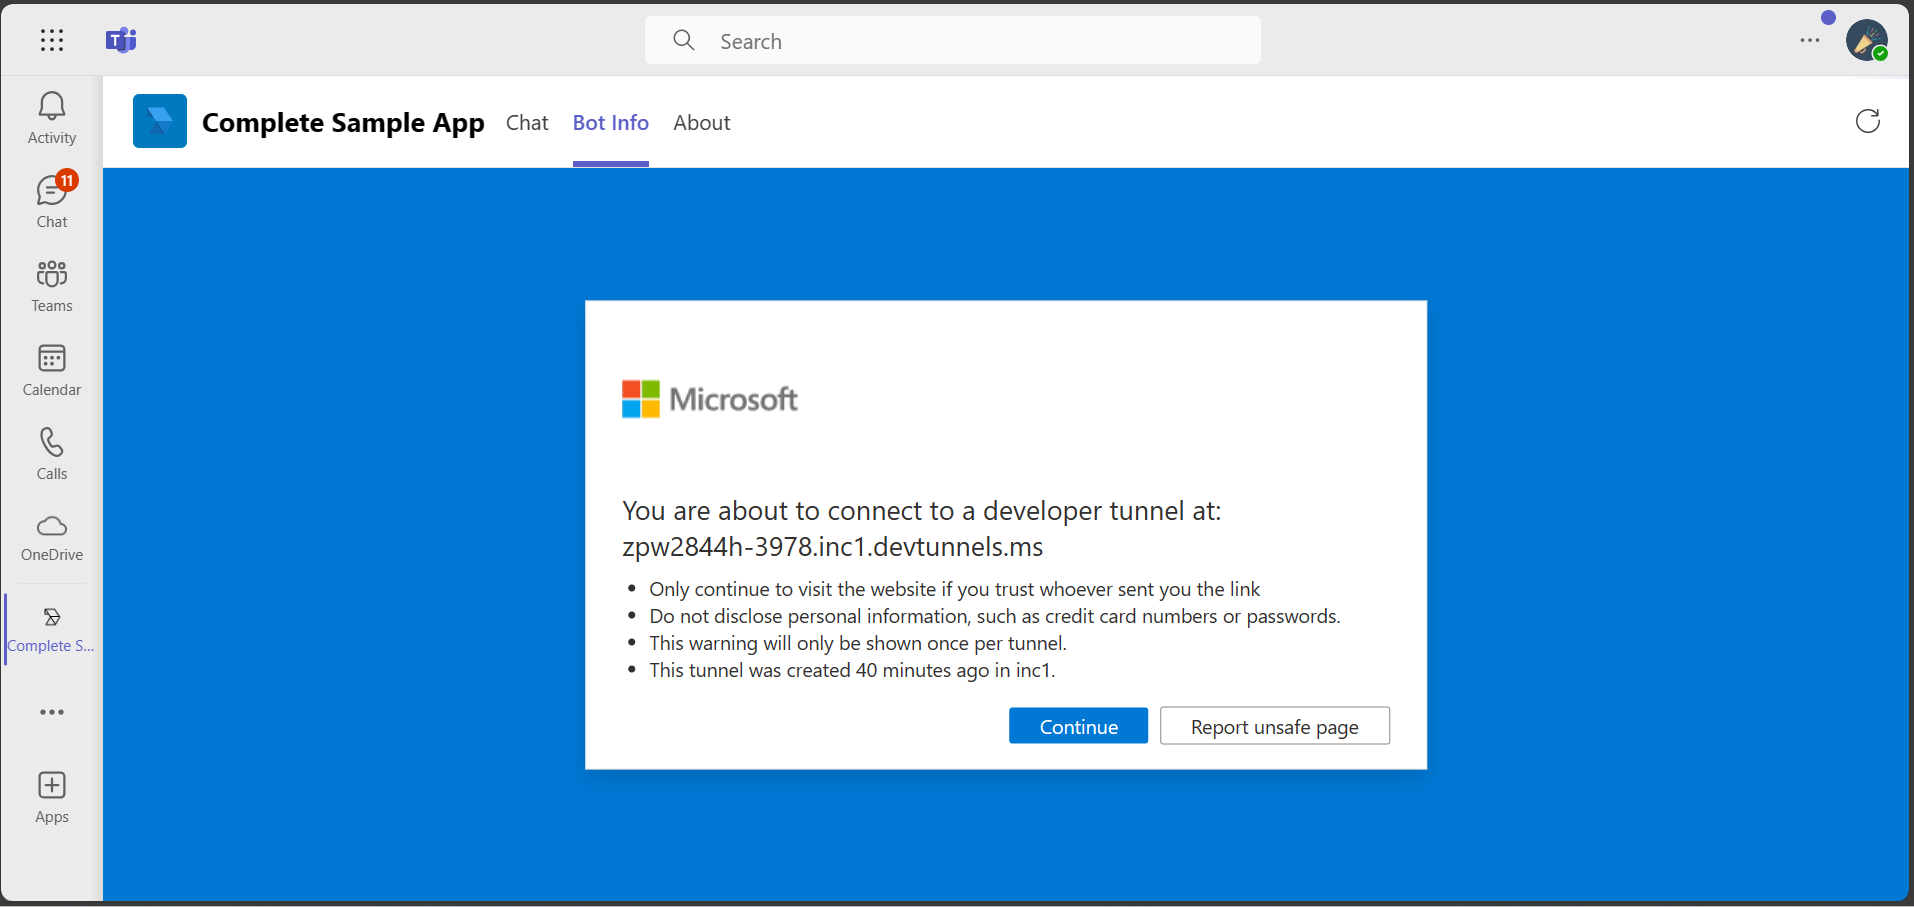 Search
Complete Sample App
Chat
Bot Info
About
Activity
11
Chat
Teams
Calendar
Calls
OneDrive
Complete S...
Apps
Microsoft
You are about to connect to a developer tunnel at:
zpw2844h-3978.inc1.devtunnels.ms
• Only continue to visit the website if you trust whoever sent you the link
• Do not disclose personal information, such as credit card numbers or passwords.
• This warning will only be shown once per tunnel.
• This tunnel was created 40 minutes ago in inc1.
Continue
Report unsafe page